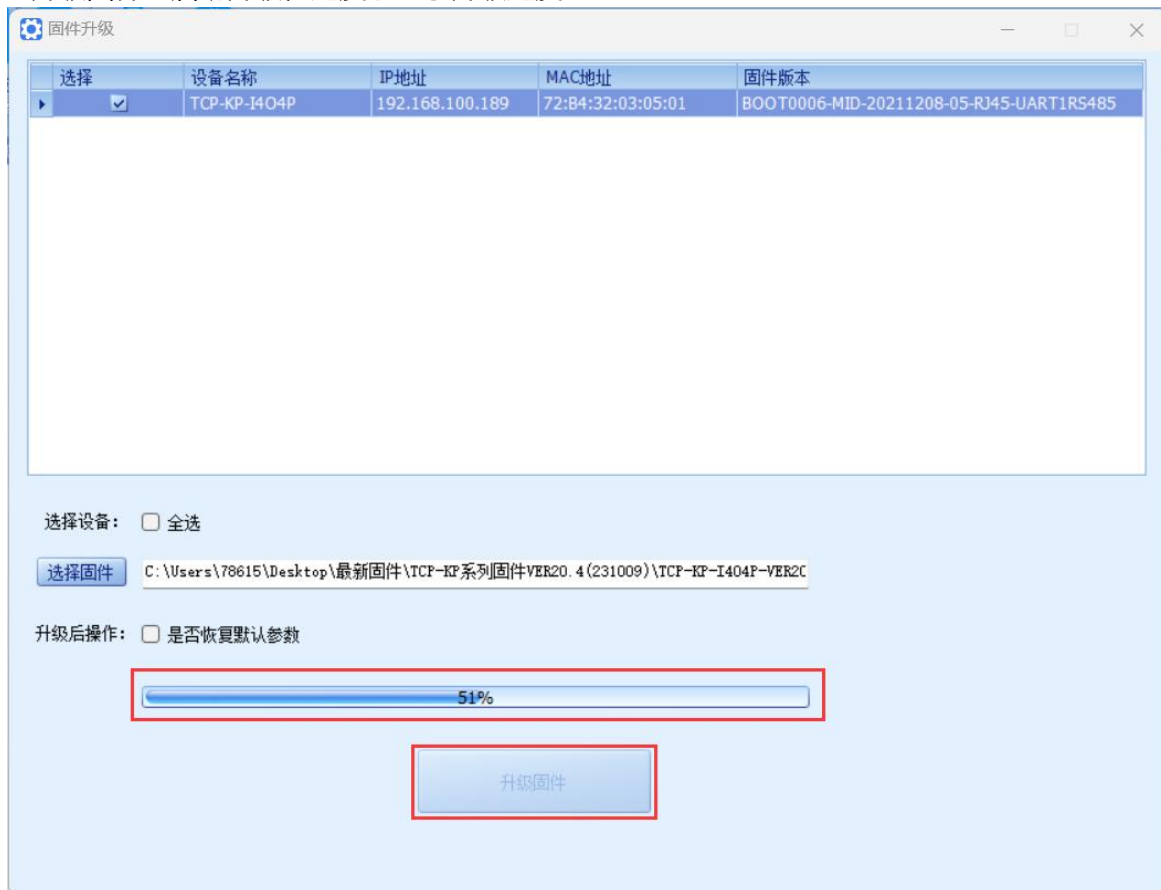 固件升级
选择 设备名称 IP地址 MAC地址 固件版本
TCP-KP-I4O4P 192.168.100.189 72:B4:32:03:05:01 BOOT0006-MID-20211208-05-RJ45-UART1RS485
选择设备： 全选
选择固件 C:\Users\78615\Desktop\最新固件\TCP-KP系列固件VER20.4(231009)\TCP-KP-I404P-VER20
升级后操作： 是否恢复默认参数
51%
升级固件